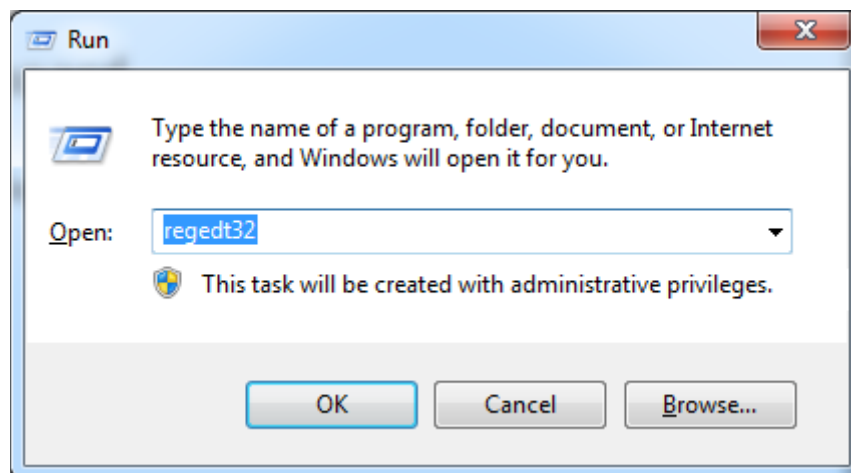 Run
Type the name of a program, folder, document, or Internet
resource, and Windows will open it for you.
Open: regedt32
This task will be created with administrative privileges.
OK Cancel Browse...